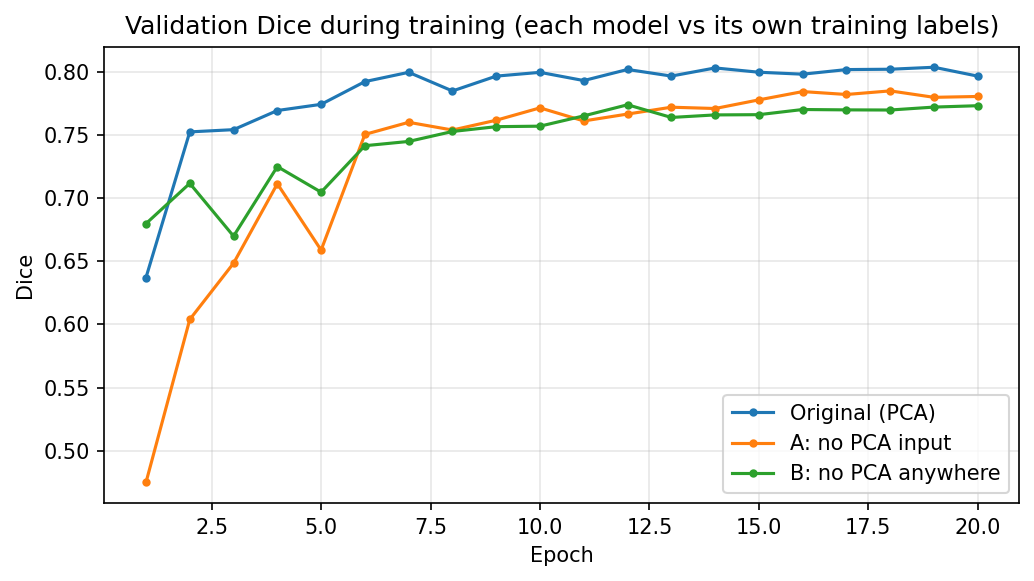 Validation Dice during training (each model vs its own training labels)
0.80
0.75
0.70
0.65
0.60
0.55
0.50
Dice
2.5 5.0 7.5 10.0 12.5 15.0 17.5 20.0
Epoch
Original (PCA)
A: no PCA input
B: no PCA anywhere